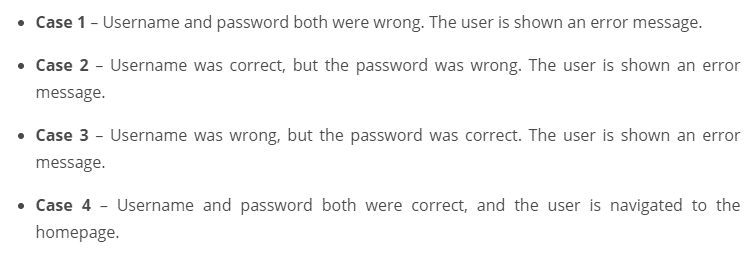 • Case 1 – Username and password both were wrong. The user is shown an error message.
• Case 2 – Username was correct, but the password was wrong. The user is shown an error
message.
• Case 3 – Username was wrong, but the password was correct. The user is shown an error
message.
• Case 4 – Username and password both were correct, and the user is navigated to the
homepage.